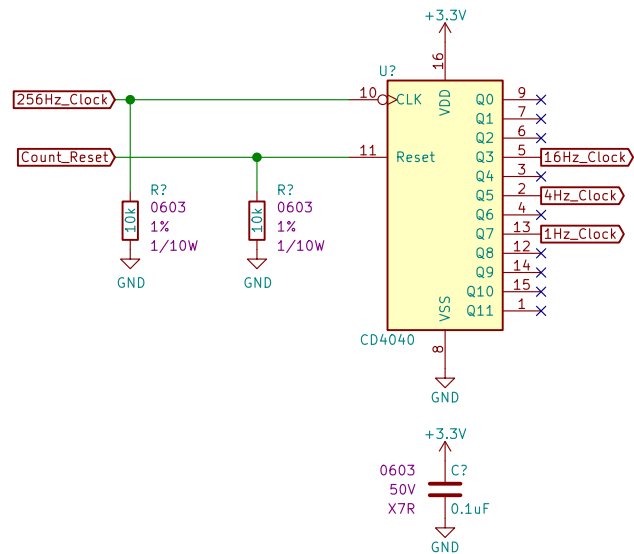 +3.3V
16
U?
VDD
256Hz_Clock
10
CLK
Q0
9
Q1
7
Q2
6
Count_Reset
11
Reset
Q3
5
16Hz_Clock
Q4
3
Q5
2
4Hz_Clock
Q6
4
Q7
13
1Hz_Clock
Q8
12
Q9
14
Q10
15
Q11
1
R?
0603
1%
1/10W
10k
GND
R?
0603
1%
1/10W
10k
GND
VSS
CD4040
8
GND
+3.3V
0603
50V
X7R
C?
0.1uF
GND